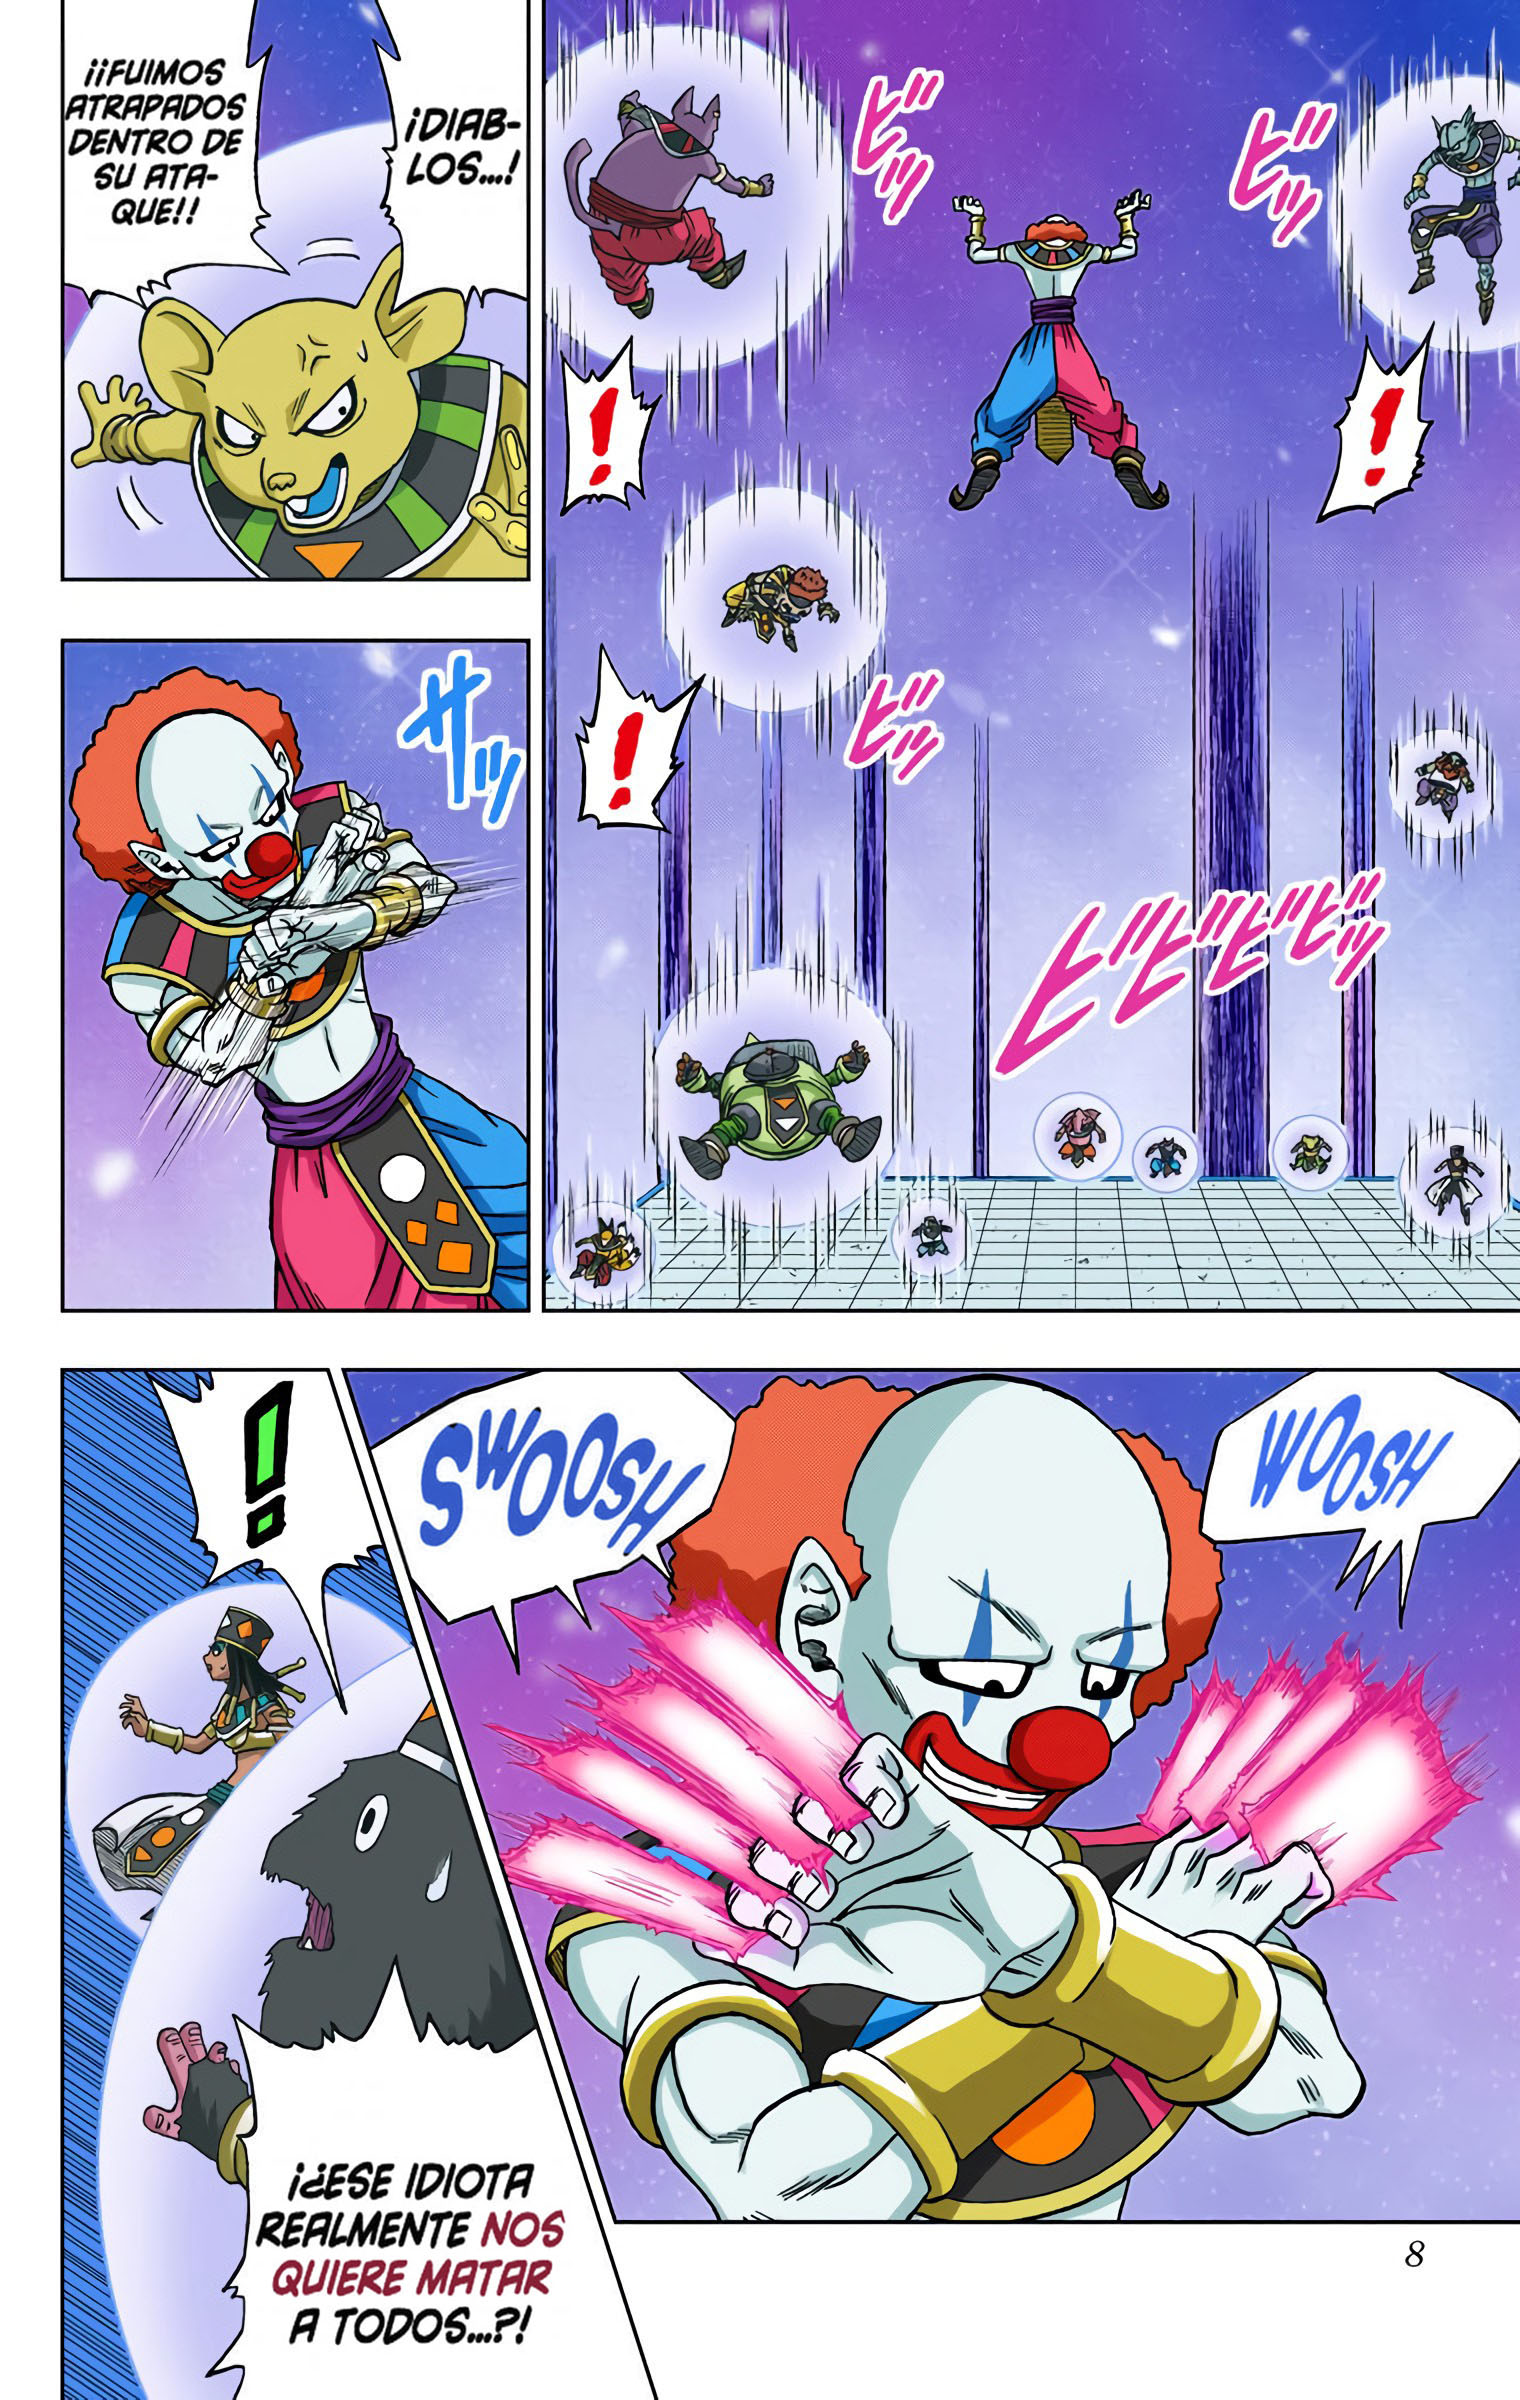 ビッ
ビッ
!
!
ビッ
!
ビビビビビッ
¡DIAB-
LOS...!
¡¡FUIMOS
ATRAPADOS
DENTRO DE
SU ATA-
QUE!!
サッ
WOOSH
SWOOSH
!
¡¿ESE IDIOTA
REALMENTE NOS
QUIERE MATAR
A TODOS...?!
8